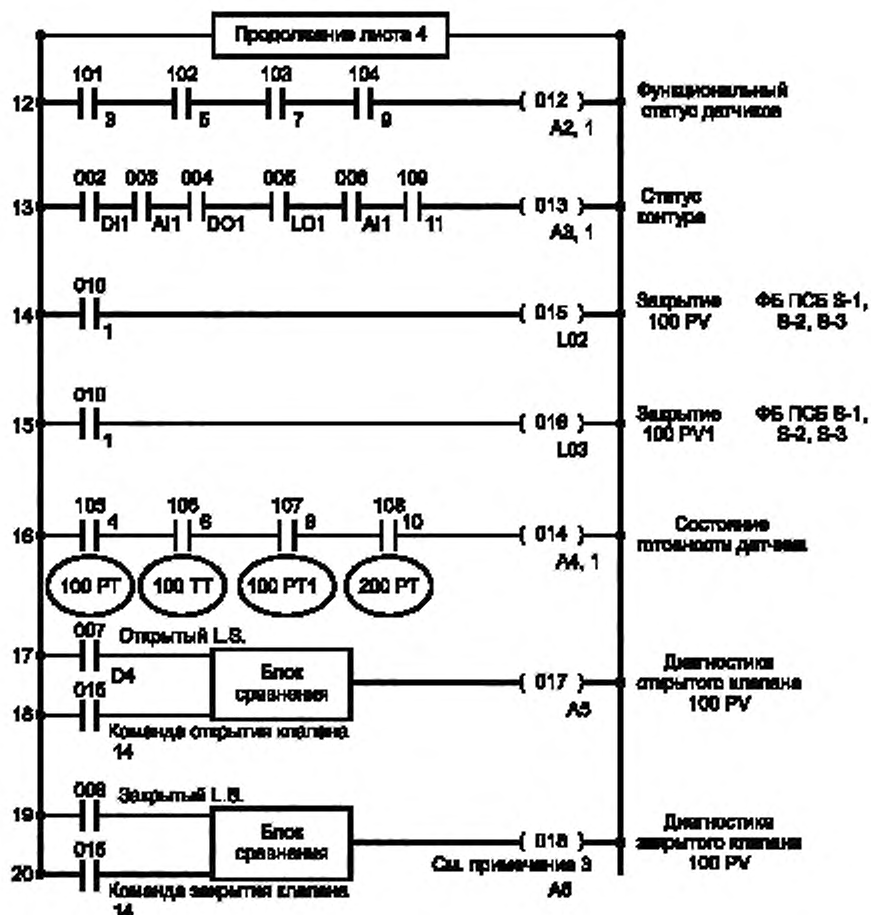 Продолжение листа 4
101 102 103 104
12 3 5 7 9 ( 012 ) Функциональный
A2, 1 статус датчиков
002 003 004 005 006 109
13 DI1 AI1 DO1 LO1 AI1 11 ( 013 ) Статус
A3, 1 контура
010
14 1 ( 015 ) Закрытие ФБ ПСБ S-1,
L02 100 PV S-2, S-3
010
15 1 ( 016 ) Закрытие ФБ ПСБ S-1,
L03 100 PV1 S-2, S-3
105 106 107 108
16 4 6 8 10 ( 014 ) Состояние
A4, 1 готовности датчика
100 PT 100 TT 100 PT1 200 PT
007 Открытый L.S.
17 D4 Блок сравнения ( 017 ) Диагностика
A5 открытого клапана
100 PV
18 015
Команда открытия клапана
14
Закрытый L.S.
19 Блок сравнения ( 018 ) Диагностика
См. примечание 3 закрытого клапана
A6 100 PV
20 015
Команда закрытия клапана
14